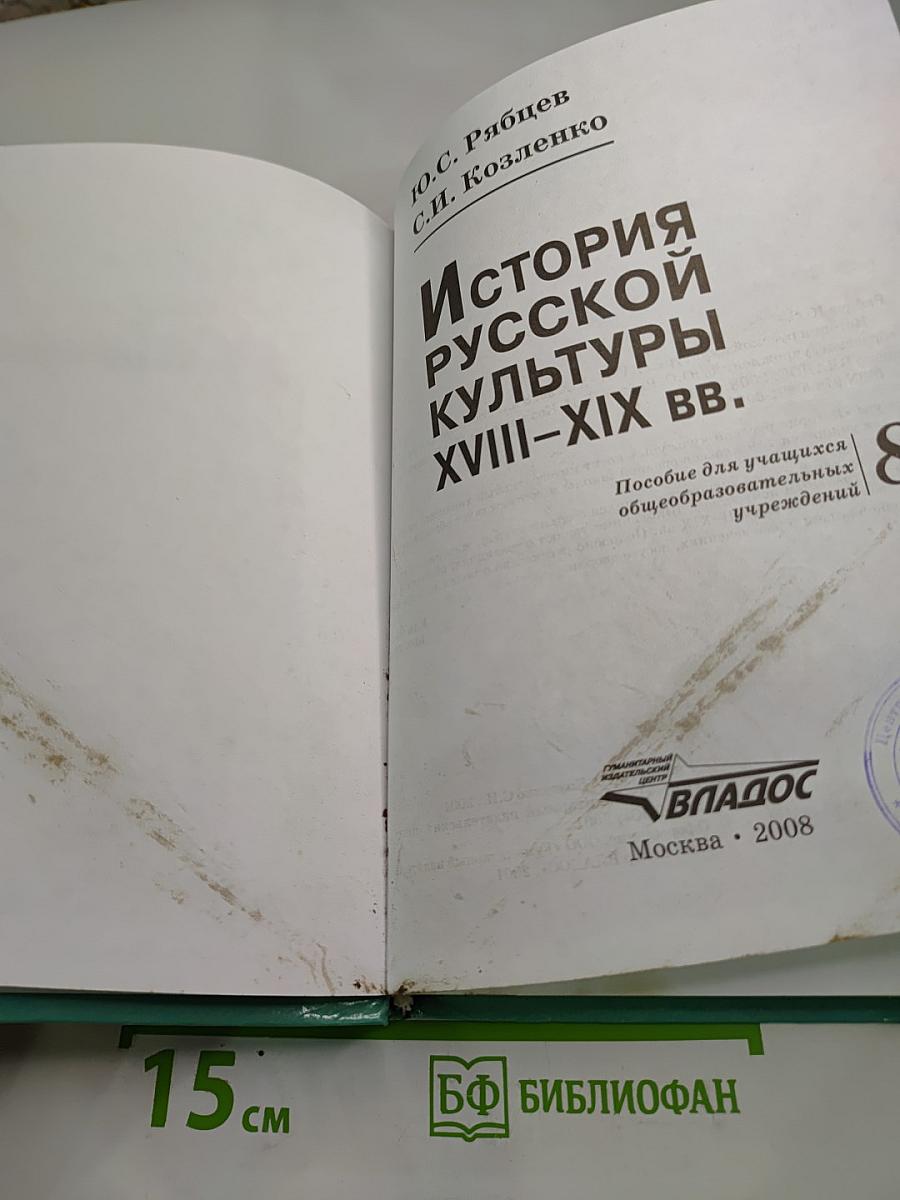 Ю.С. Рябцев
С.И. Козленко
История
русской
культуры
XVIII–XIX вв.
Пособие для учащихся
общеобразовательных
учреждений
8
ГУМАНИТАРНЫЙ
ИЗДАТЕЛЬСКИЙ
ЦЕНТР
ВЛАДОС
Москва • 2008
15 см
БФ БИБЛИОФАН